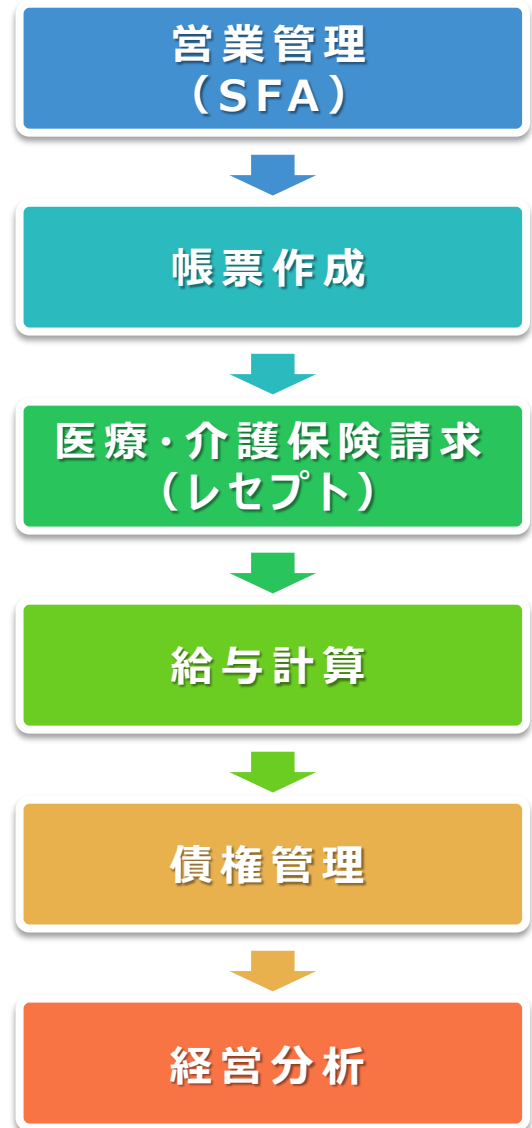 営業管理
（SFA）
帳票作成
医療・介護保険請求
（レセプト）
給与計算
債権管理
経営分析